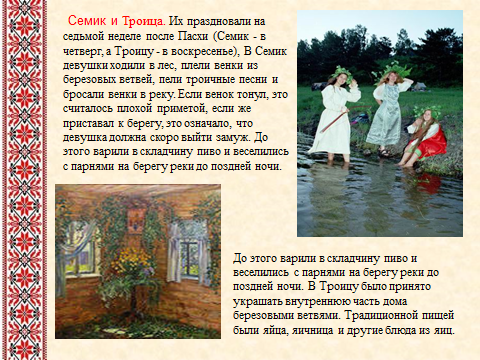 Семик и Троица. Их праздновали на
седьмой неделе после Пасхи (Семик - в
четверг, а Троицу - в воскресенье), В Семик
девушки ходили в лес, плели венки из
березовых ветвей, пели троичные песни и
бросали венки в реку. Если венок тонул, это
считалось плохой приметой, если же
приставал к берегу, это означало, что
девушка должна скоро выйти замуж. До
этого варили в складчину пиво и веселились
с парнями на берегу реки до поздней ночи.
До этого варили в складчину пиво и
веселились с парнями на берегу реки до
поздней ночи. В Троицу было принято
украшать внутреннюю часть дома
березовыми ветвями. Традиционной пищей
были яйца, яичница и другие блюда из яиц.